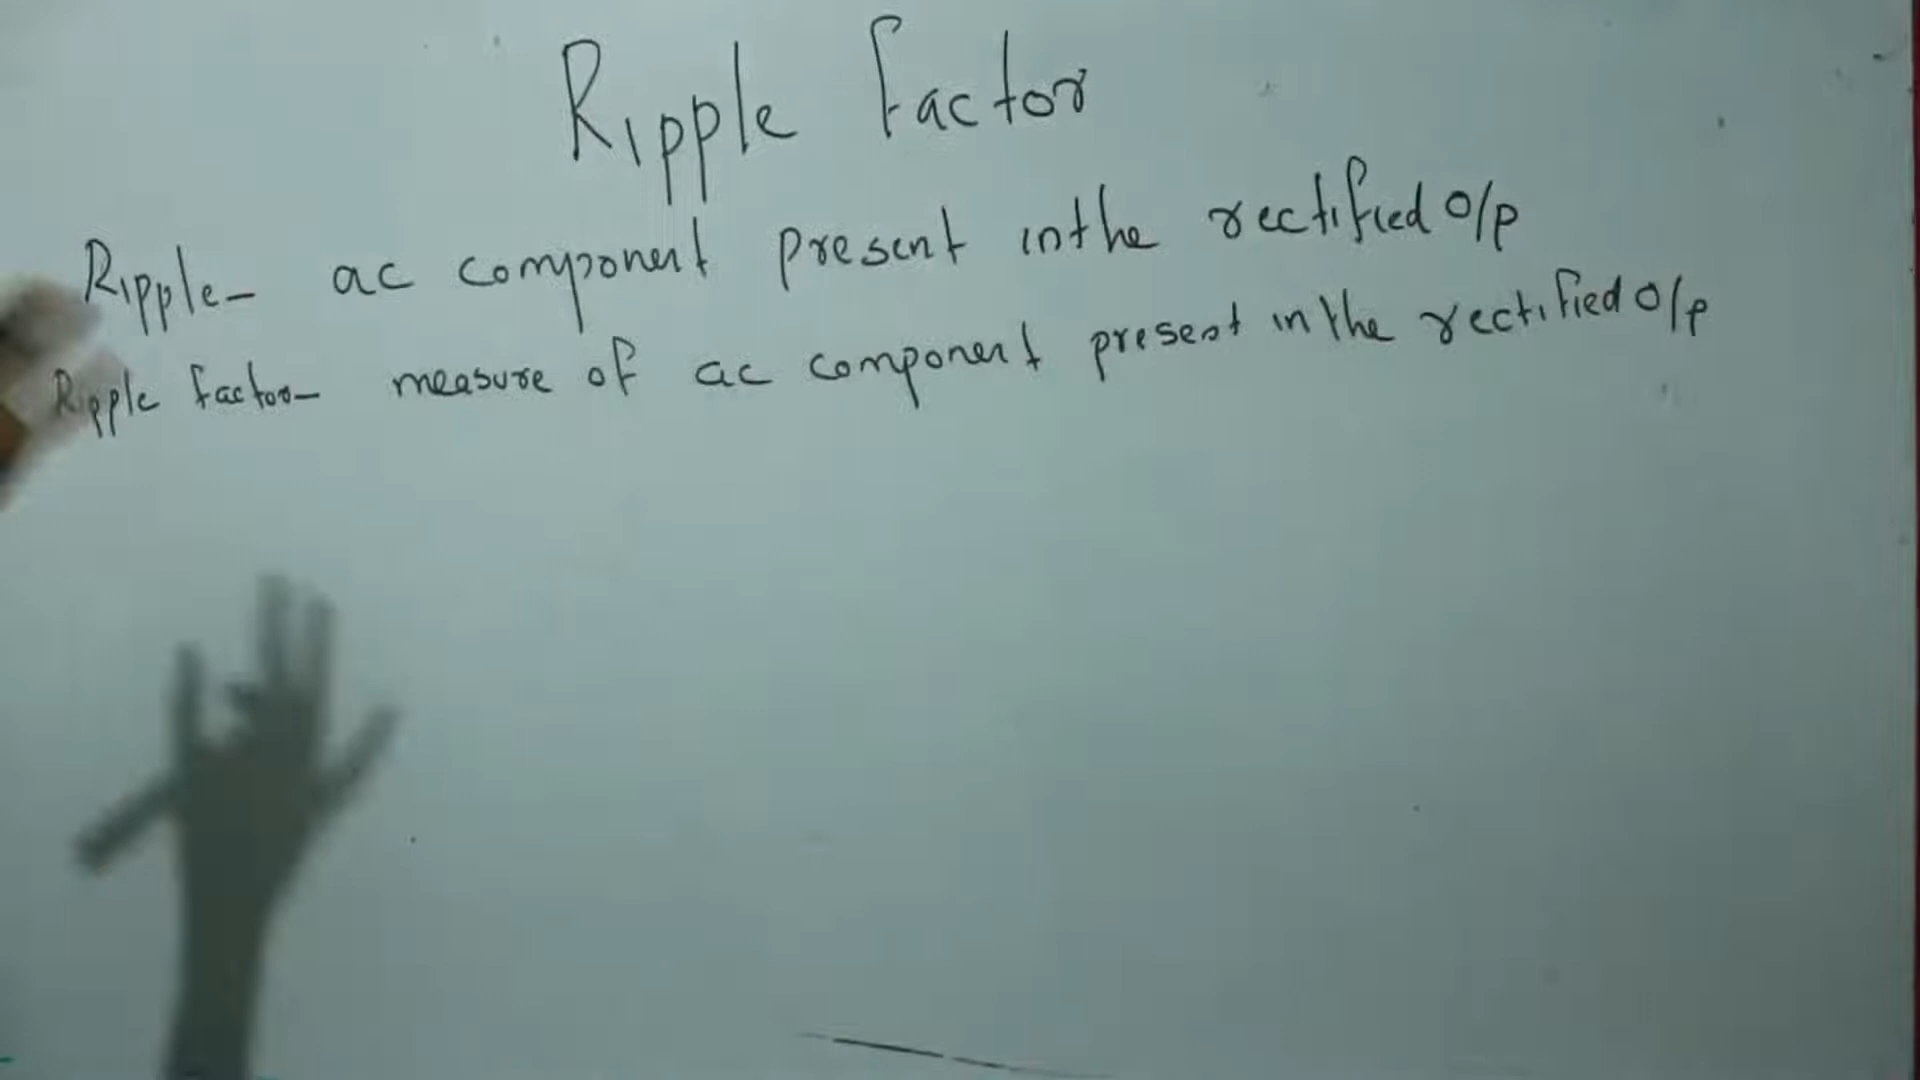 Ripple factor
Ripple- ac component present in the rectified o/p
Ripple factor- measure of ac component present in the rectified o/p